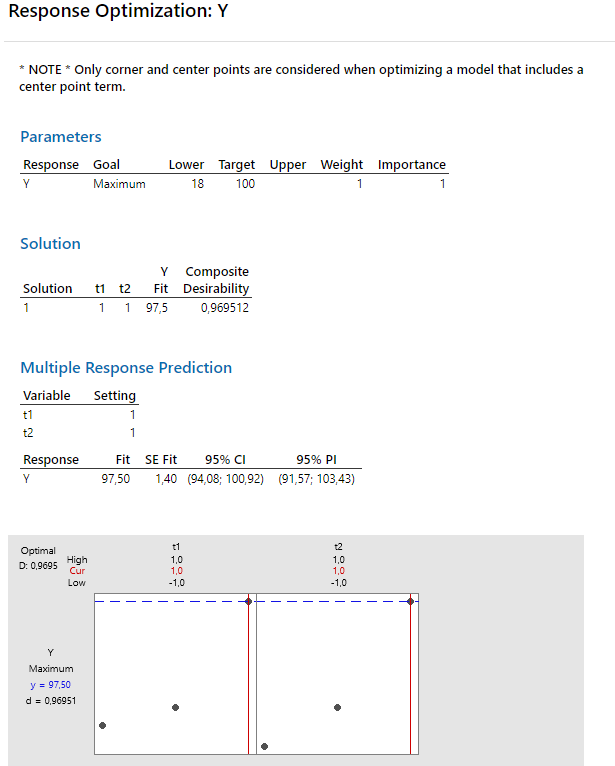 Response Optimization: Y
* NOTE * Only corner and center points are considered when optimizing a model that includes a
center point term.
Parameters
Response Goal Lower Target Upper Weight Importance
Y Maximum 18 100 1 1
Solution
Y Composite
Solution t1 t2 Fit Desirability
1 1 1 97,5 0,969512
Multiple Response Prediction
Variable Setting
t1 1
t2 1
Response Fit SE Fit 95% CI 95% PI
Y 97,50 1,40 (94,08; 100,92) (91,57; 103,43)
Optimal t1 t2
D: 0,9695 High 1,0 1,0
Cur 1,0 1,0
Low -1,0 -1,0
Y
Maximum
y = 97,50
d = 0,96951